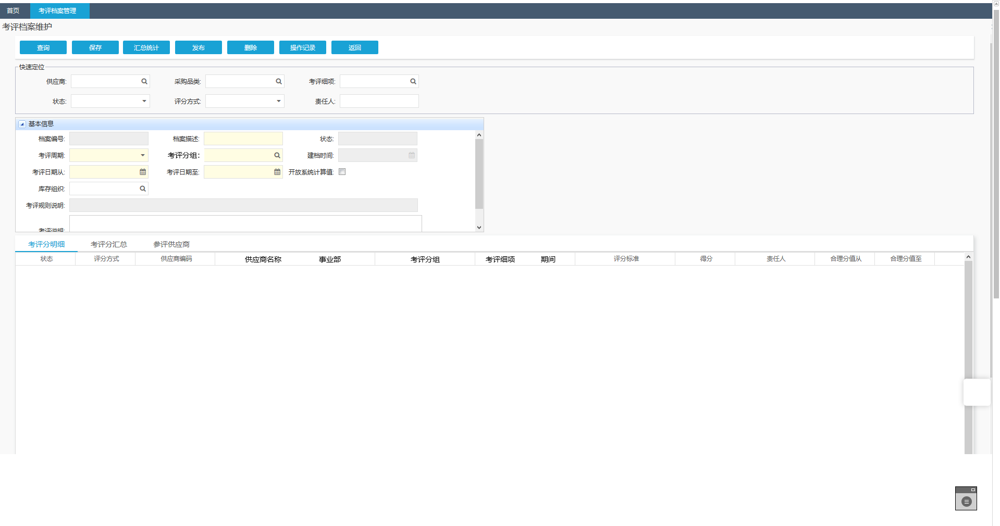 首页 考评档案管理
考评档案维护
查询 保存 汇总统计 发布 删除 操作记录 返回
快速定位
供应商: 采购品类: 考评细项:
状态: 评分方式: 责任人:
基本信息
档案编号: 档案描述: 状态:
考评周期: 考评分组: 建档时间:
考评日期从: 考评日期至: 开放系统计算值:
库存组织:
考评规则说明:
考评说明:
考评分明细 考评分汇总 参评供应商
状态 评分方式 供应商编码 供应商名称 事业部 考评分组 考评细项 期间 评分标准 得分 责任人 合理分值从 合理分值至